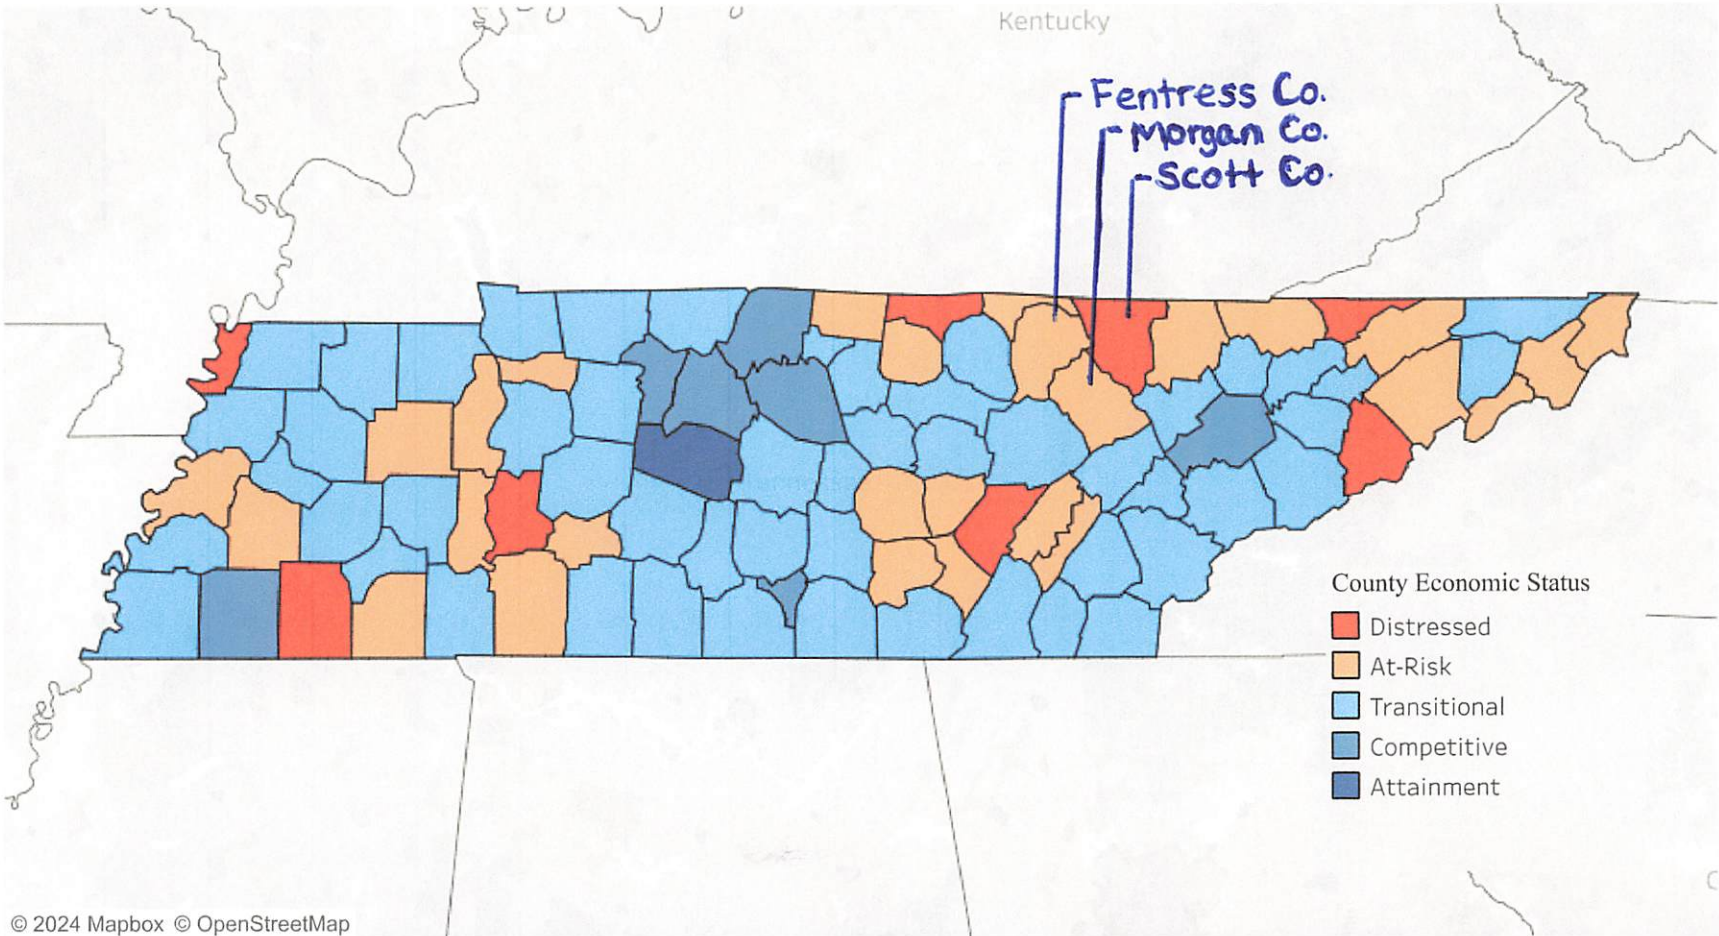 Kentucky
Fentress Co.
Morgan Co.
Scott Co.
County Economic Status
Distressed
At-Risk
Transitional
Competitive
Attainment
© 2024 Mapbox © OpenStreetMap